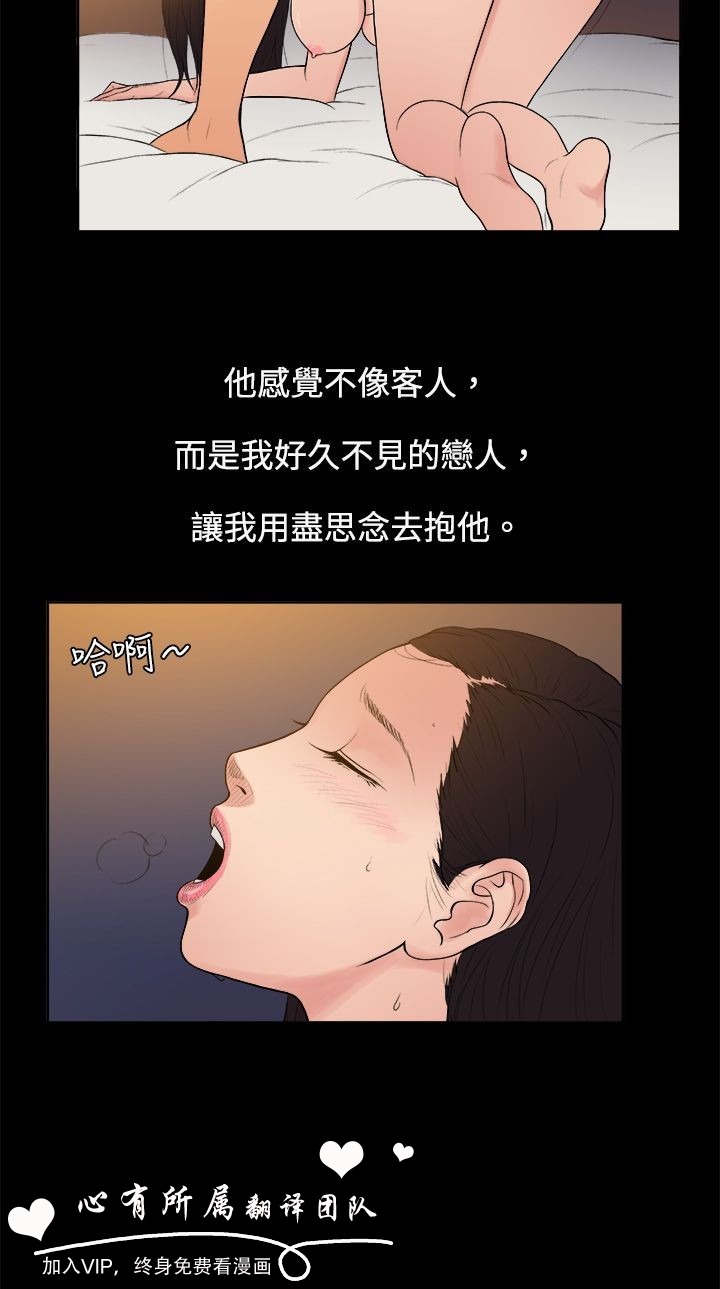 他感覺不像客人，
而是我好久不見的戀人，
讓我用盡思念去抱他。
哈啊~
心有所属翻译团队
加入VIP，终身免费看漫画